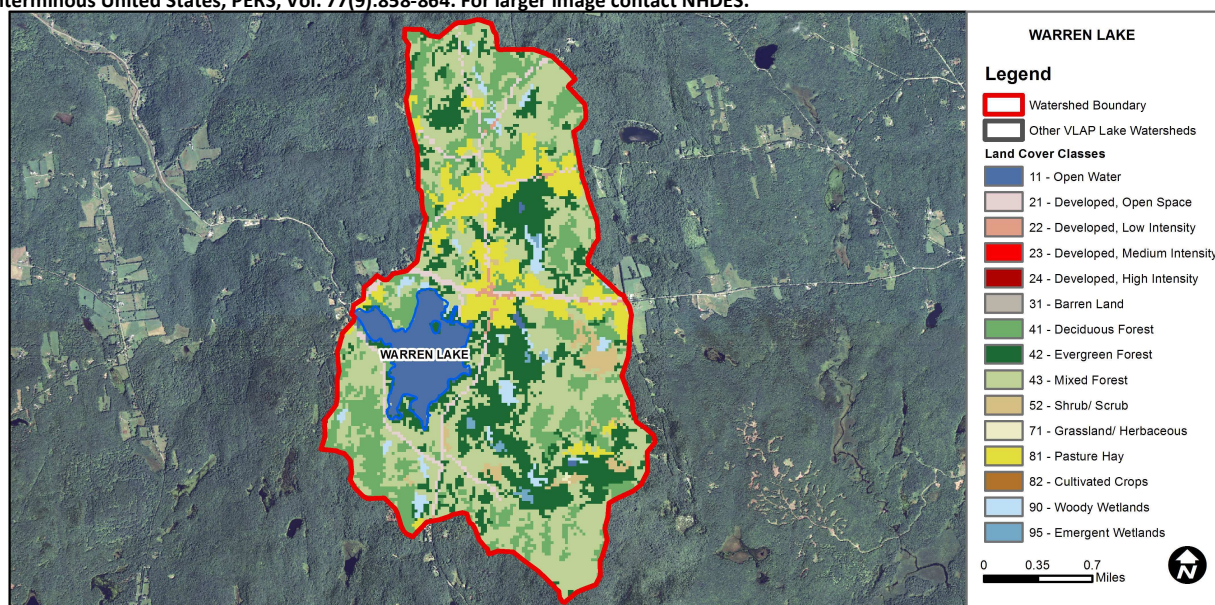 nterminous United States, PERS, Vol. 77(9):858-864. For larger image contact NHDES.
WARREN LAKE
WARREN LAKE
Legend
Watershed Boundary
Other VLAP Lake Watersheds
Land Cover Classes
11 - Open Water
21 - Developed, Open Space
22 - Developed, Low Intensity
23 - Developed, Medium Intensity
24 - Developed, High Intensity
31 - Barren Land
41 - Deciduous Forest
42 - Evergreen Forest
43 - Mixed Forest
52 - Shrub/ Scrub
71 - Grassland/ Herbaceous
81 - Pasture Hay
82 - Cultivated Crops
90 - Woody Wetlands
95 - Emergent Wetlands
0 0.35 0.7
Miles
N